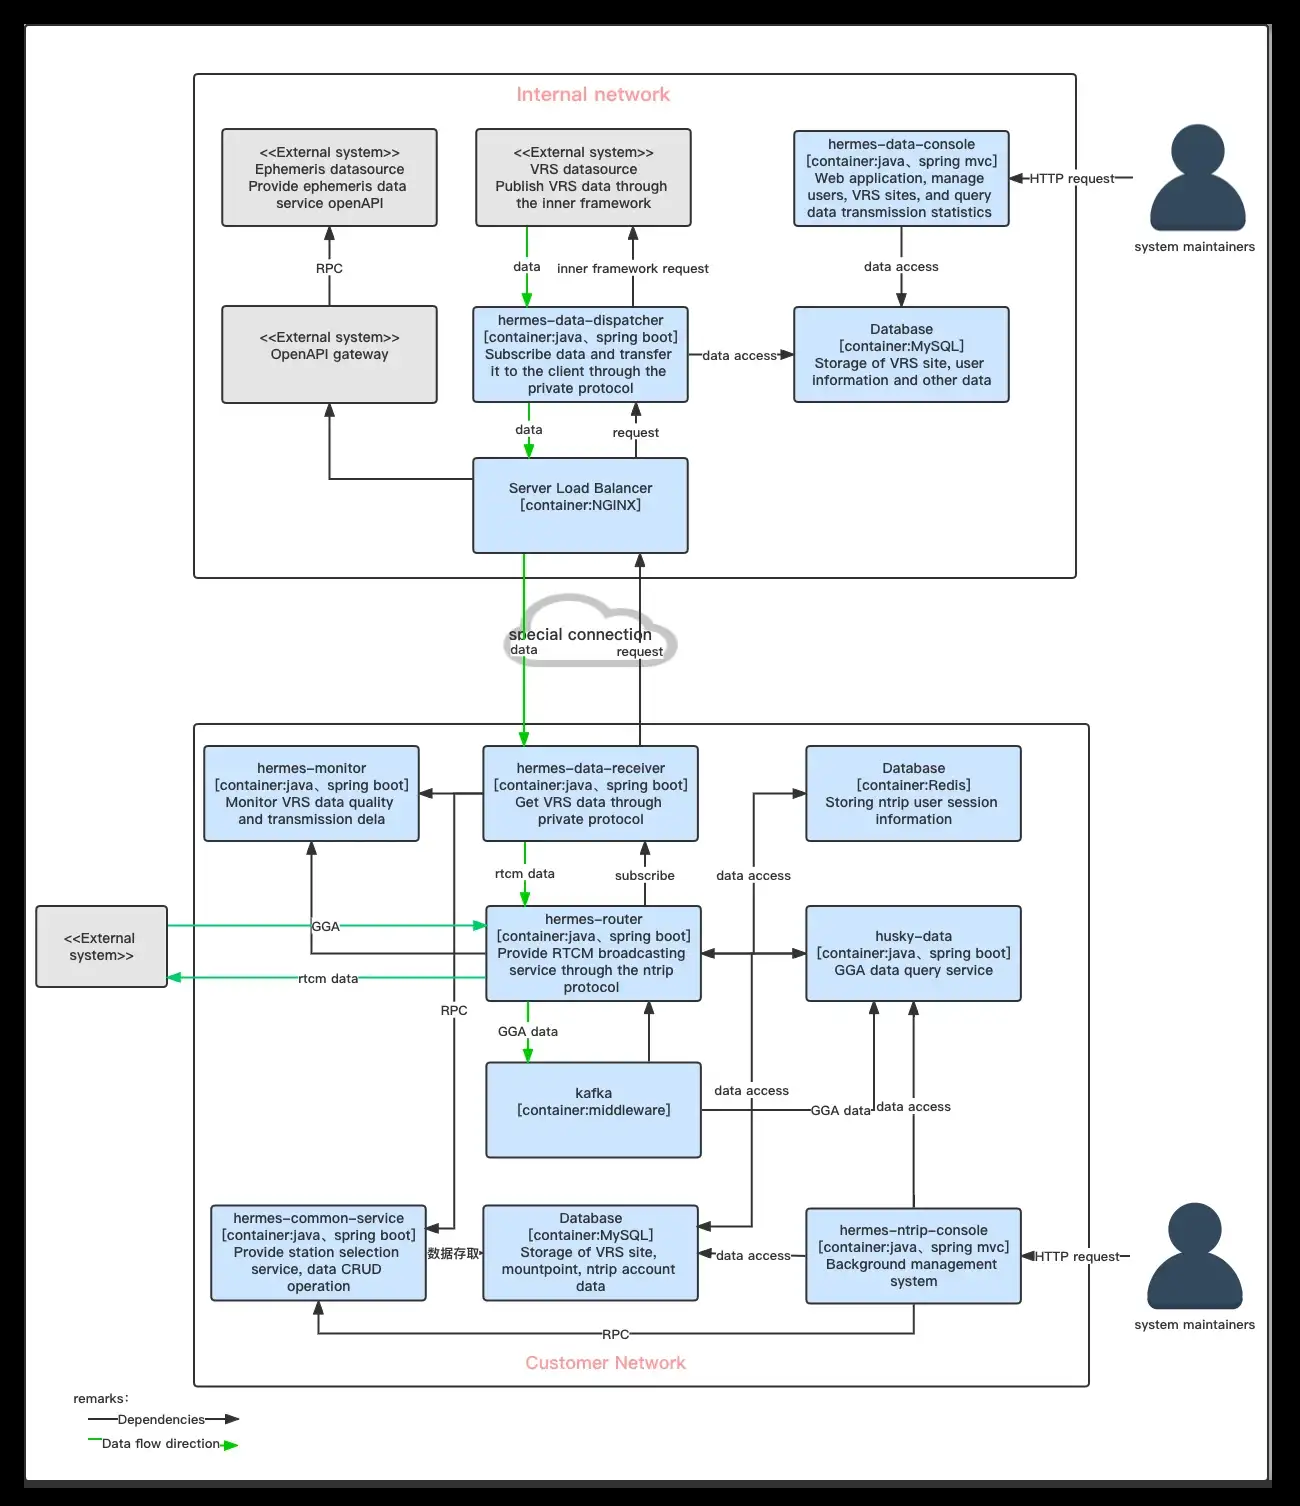 Internal network
<<External system>>
Ephemeris datasource
Provide ephemeris data
service openAPI
<<External system>>
VRS datasource
Publish VRS data through
the inner framework
hermes-data-console
[container:java、spring mvc]
Web application, manage
users, VRS sites, and query
data transmission statistics
HTTP request
system maintainers
RPC
data
inner framework request
data access
<<External system>>
OpenAPI gateway
hermes-data-dispatcher
[container:java、spring boot]
Subscribe data and transfer
it to the client through the
private protocol
data access
Database
[container:MySQL]
Storage of VRS site, user
information and other data
data
request
Server Load Balancer
[container:NGINX]
special connection
data
request
hermes-monitor
[container:java、spring boot]
Monitor VRS data quality
and transmission dela
hermes-data-receiver
[container:java、spring boot]
Get VRS data through
private protocol
Database
[container:Redis]
Storing ntrip user session
information
rtcm data
subscribe
data access
<<External
system>>
GGA
rtcm data
hermes-router
[container:java、spring boot]
Provide RTCM broadcasting
service through the ntrip
protocol
husky-data
[container:java、spring boot]
GGA data query service
RPC
GGA data
kafka
[container:middleware]
data access
GGA data
data access
hermes-common-service
[container:java、spring boot]
Provide station selection
service, data CRUD
operation
数据存取
Database
[container:MySQL]
Storage of VRS site,
mountpoint, ntrip account
data
data access
hermes-ntrip-console
[container:java、spring mvc]
Background management
system
HTTP request
system maintainers
RPC
Customer Network
remarks:
Dependencies
Data flow direction